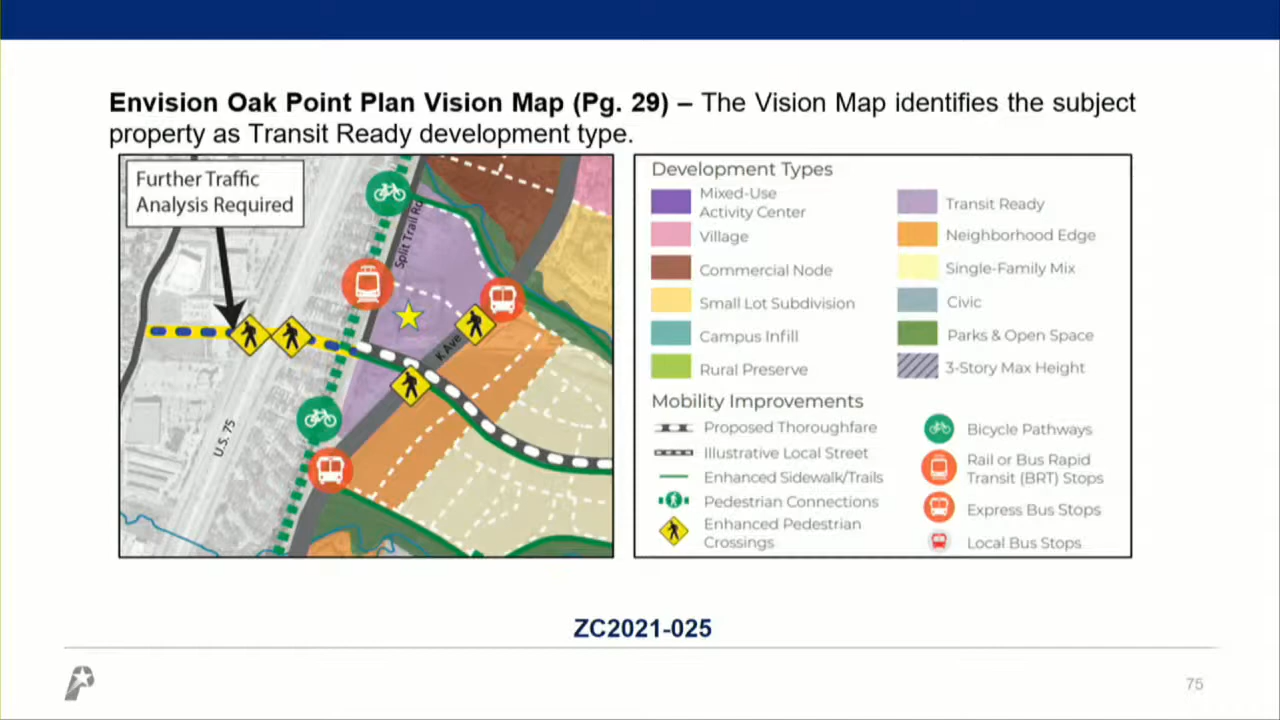 Envision Oak Point Plan Vision Map (Pg. 29) – The Vision Map identifies the subject
property as Transit Ready development type.
Further Traffic
Analysis Required
Split Trail Rd
K Ave
U.S. 75
Development Types
Mixed-Use
Activity Center
Village
Commercial Node
Small Lot Subdivision
Campus Infill
Rural Preserve
Transit Ready
Neighborhood Edge
Single-Family Mix
Civic
Parks & Open Space
3-Story Max Height
Mobility Improvements
Proposed Thoroughfare
Illustrative Local Street
Enhanced Sidewalk/Trails
Pedestrian Connections
Enhanced Pedestrian
Crossings
Bicycle Pathways
Rail or Bus Rapid
Transit (BRT) Stops
Express Bus Stops
Local Bus Stops
ZC2021-025
75